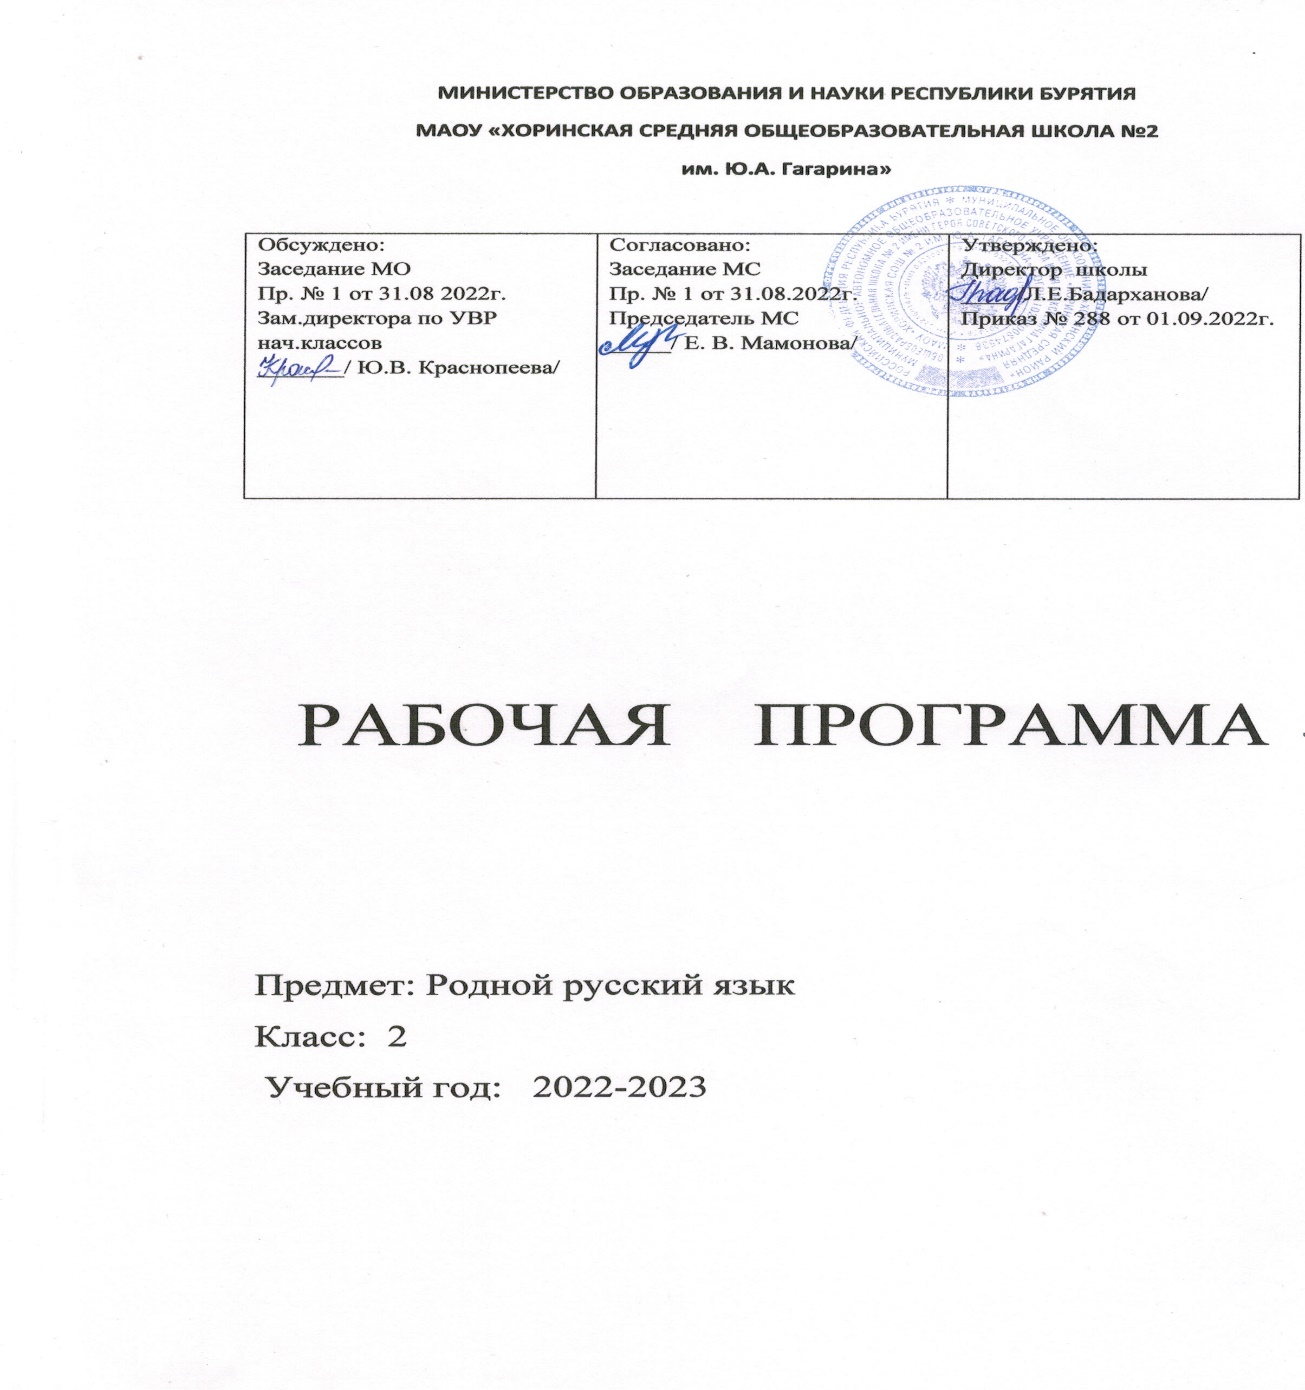 МИНИСТЕРСТВО ОБРАЗОВАНИЯ И НАУКИ РЕСПУБЛИКИ БУРЯТИЯ
МАОУ «ХОРИНСКАЯ СРЕДНЯЯ ОБЩЕОБРАЗОВАТЕЛЬНАЯ ШКОЛА №2
им. Ю.А. Гагарина»
Обсуждено:
Заседание МО
Пр. № 1 от 31.08 2022г.
Зам.директора по УВР
нач.классов
/ Ю.В. Краснопеева/
Согласовано:
Заседание МС
Пр. № 1 от 31.08.2022г.
Председатель МС
/ Е. В. Мамонова/
Утверждено:
Директор школы
/Л.Е.Бадарханова/
Приказ № 288 от 01.09.2022г.
РАБОЧАЯ ПРОГРАММА
Предмет: Родной русский язык
Класс: 2
Учебный год: 2022-2023